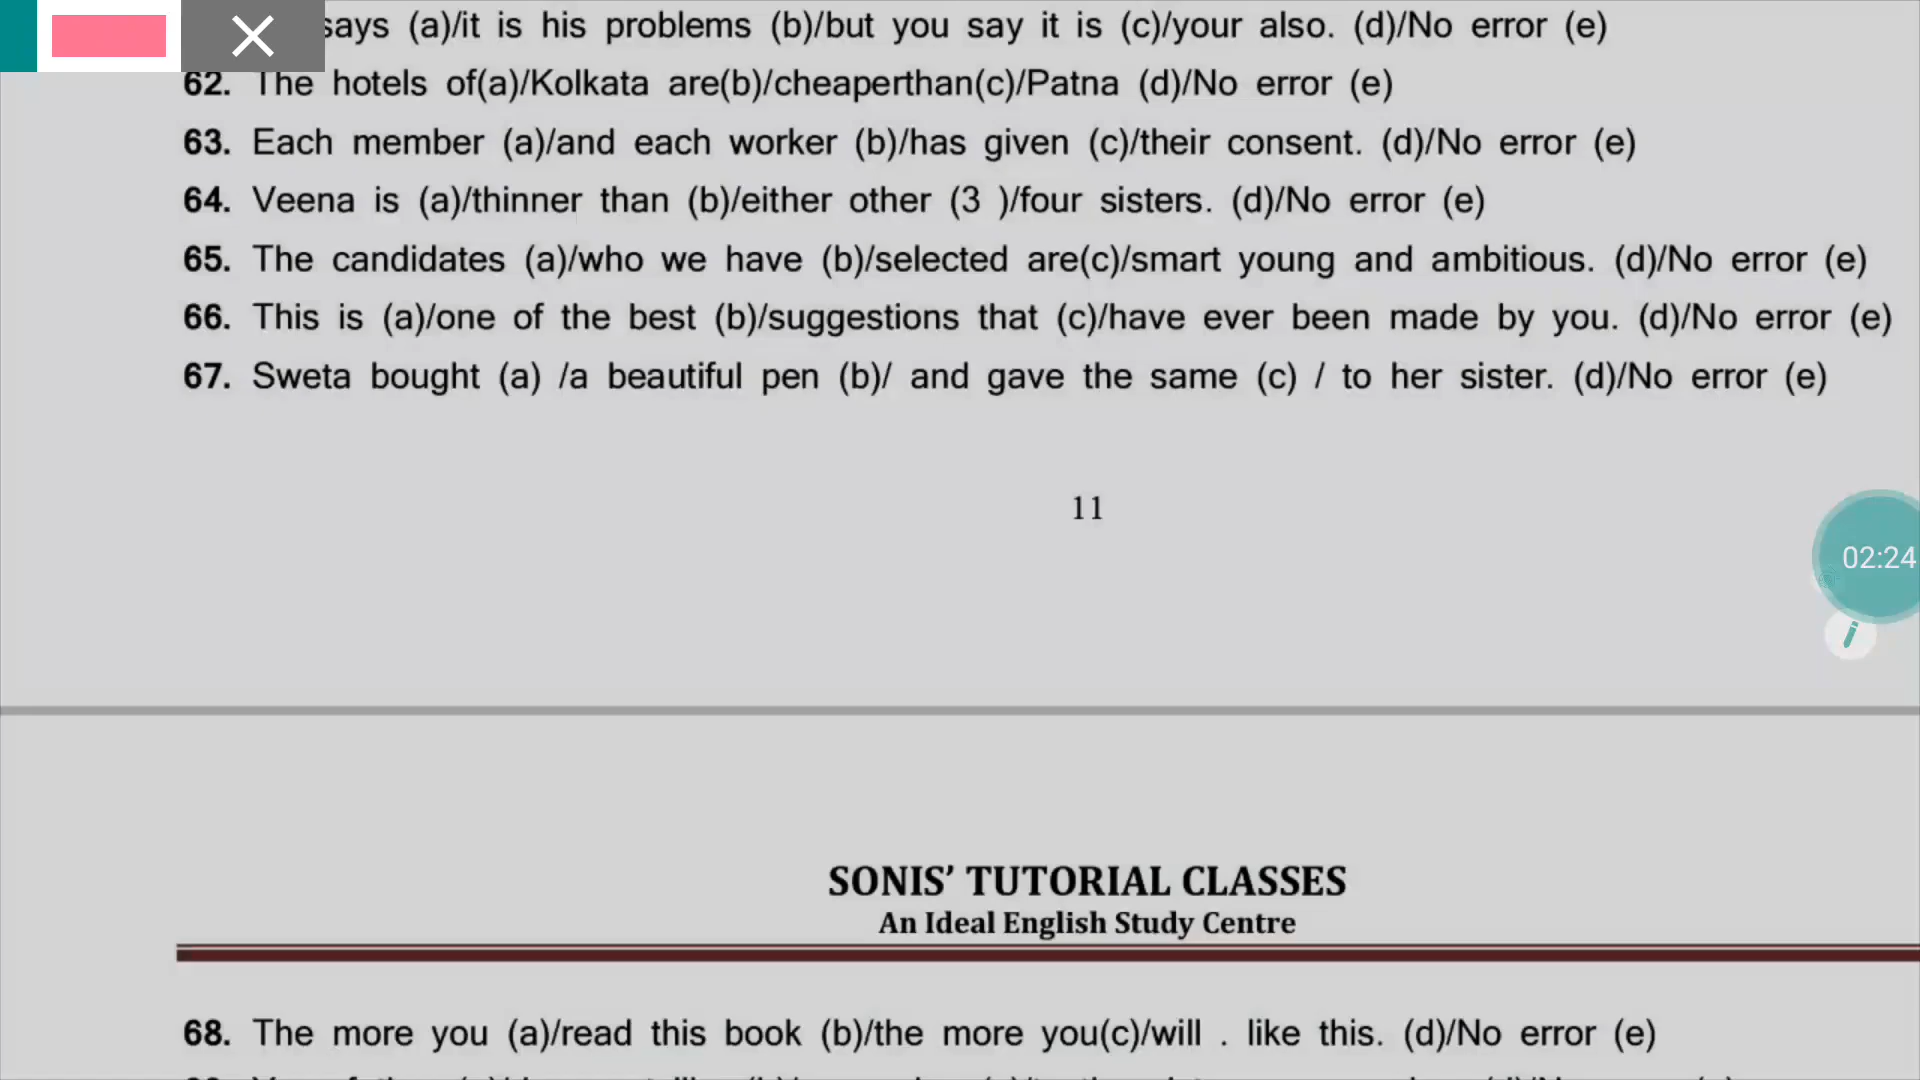 says (a)/it is his problems (b)/but you say it is (c)/your also. (d)/No error (e)
62. The hotels of(a)/Kolkata are(b)/cheaperthan(c)/Patna (d)/No error (e)
63. Each member (a)/and each worker (b)/has given (c)/their consent. (d)/No error (e)
64. Veena is (a)/thinner than (b)/either other (3 )/four sisters. (d)/No error (e)
65. The candidates (a)/who we have (b)/selected are(c)/smart young and ambitious. (d)/No error (e)
66. This is (a)/one of the best (b)/suggestions that (c)/have ever been made by you. (d)/No error (e)
67. Sweta bought (a) /a beautiful pen (b)/ and gave the same (c) / to her sister. (d)/No error (e)
11
02:24
SONIS’ TUTORIAL CLASSES
An Ideal English Study Centre
68. The more you (a)/read this book (b)/the more you(c)/will . like this. (d)/No error (e)